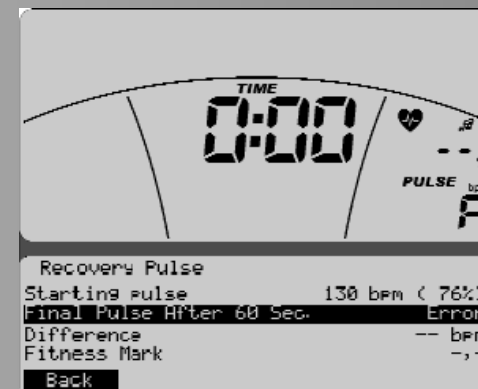 TIME
0:00
--
PULSE
P
Recovery Pulse
Starting pulse 130 bpm ( 76%)
Final Pulse After 60 Sec. Error
Difference -- bpm
Fitness Mark -,-
Back